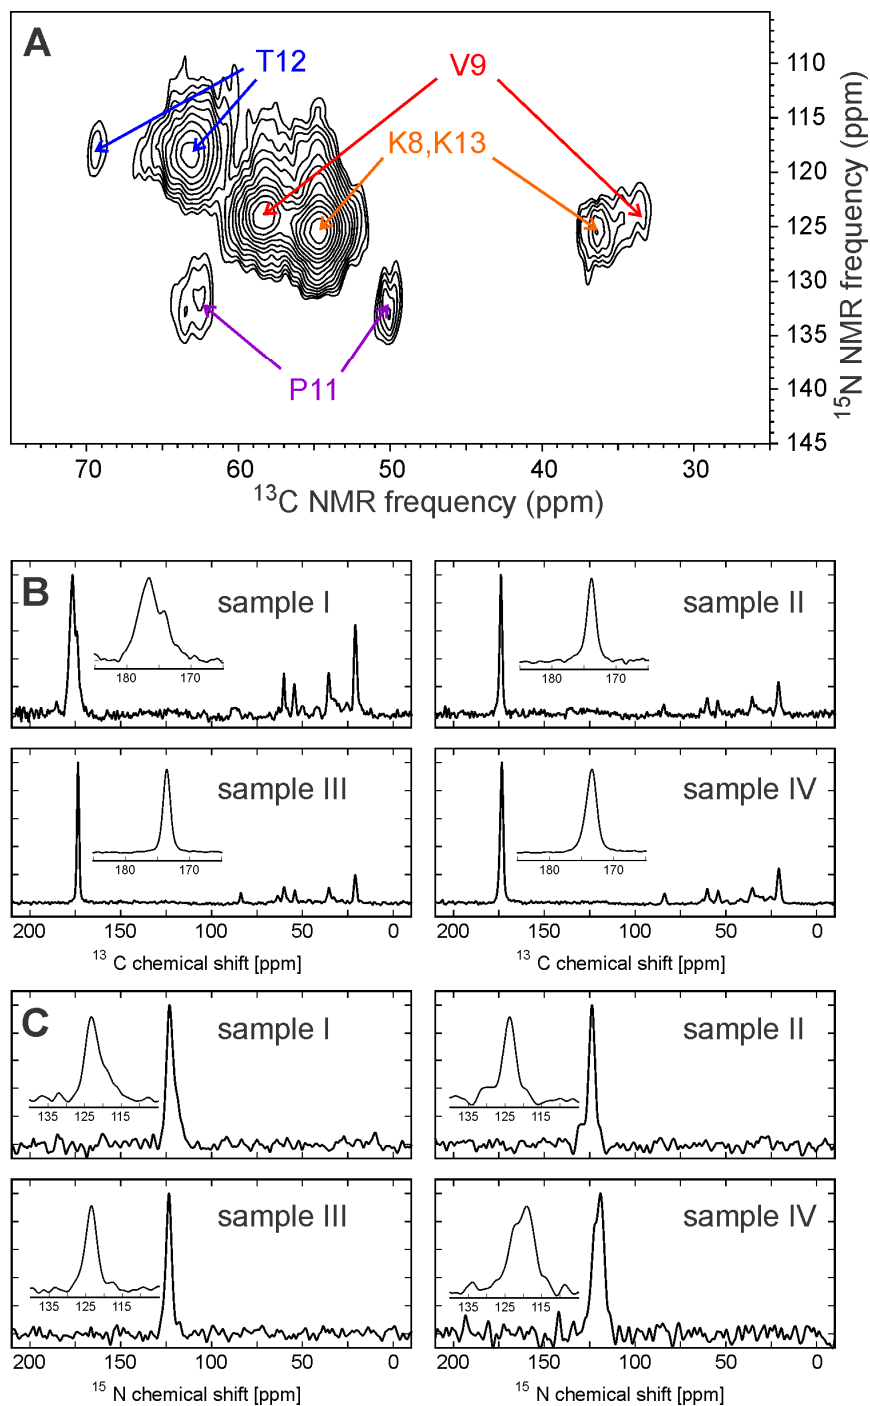 A
T12
V9
K8,K13
P11
110
115
120
125
130
135
140
145
15N NMR frequency (ppm)
70 60 50 40 30
13C NMR frequency (ppm)
B
sample I
180 170
sample II
180 170
sample III
180 170
sample IV
180 170
200 150 100 50 0
13 C chemical shift [ppm]
200 150 100 50 0
13 C chemical shift [ppm]
C
sample I
135 125 115
sample II
135 125 115
sample III
135 125 115
sample IV
135 125 115
200 150 100 50 0
15 N chemical shift [ppm]
200 150 100 50 0
15 N chemical shift [ppm]